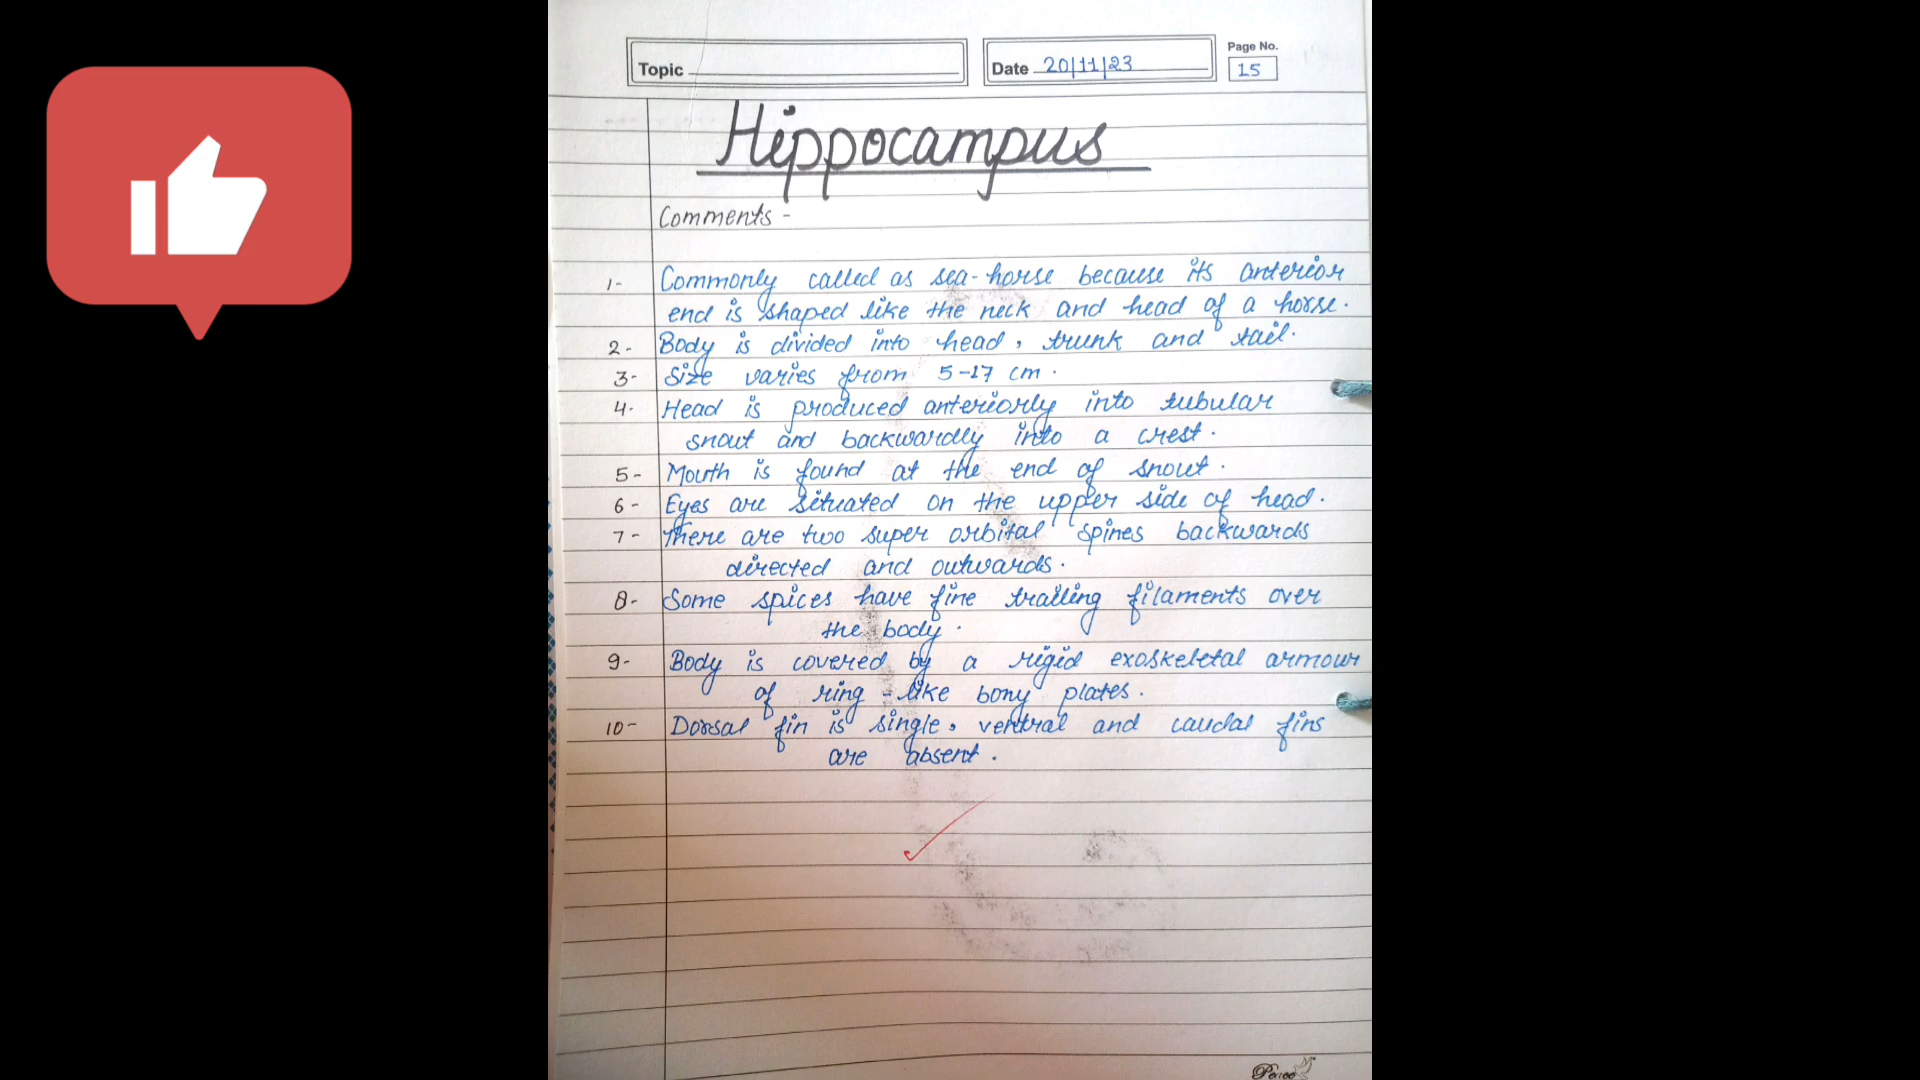 Topic
Date 20/11/23
Page No.
15
Hippocampus
Comments -
1- Commonly called as sea-horse because its anterior
end is shaped like the neck and head of a horse.
2- Body is divided into head, trunk and tail.
3- Size varies from 5-17 cm.
4- Head is produced anteriorly into tubular
snout and backwardly into a crest.
5- Mouth is found at the end of snout.
6- Eyes are situated on the upper side of head.
7- There are two super orbital spines backwards
directed and outwards.
8- Some spices have fine trailing filaments over
the body.
9- Body is covered by a rigid exoskeletal armour
of ring-like bony plates.
10- Dorsal fin is single, ventral and caudal fins
are absent.
Peace